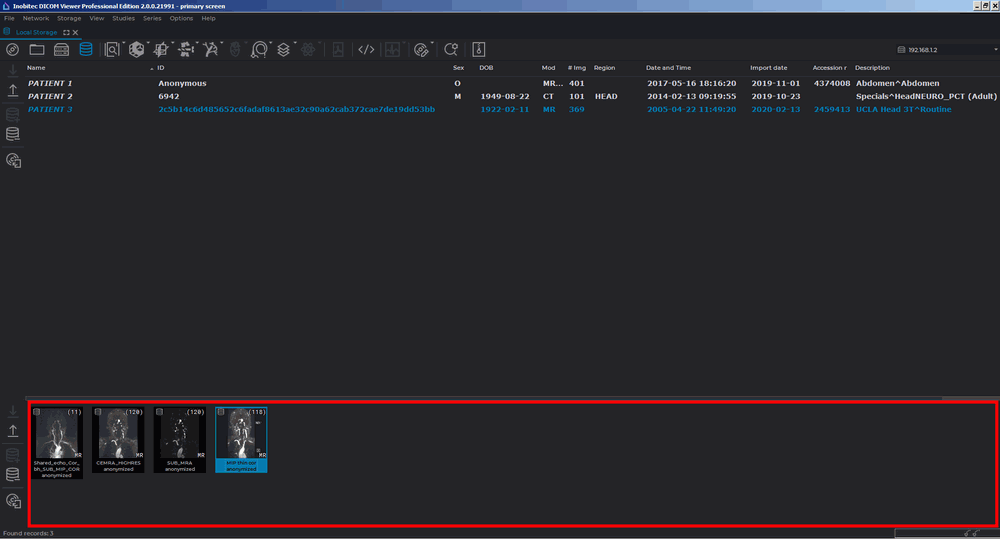 Inobitec DICOM Viewer Professional Edition 2.0.0.21991 - primary screen
File Network Storage View Studies Series Options Help
Local Storage
192.168.1.2
Name ID Sex DOB Mod # Img Region Date and Time Import date Accession r Description
PATIENT 1 Anonymous O MR... 401 2017-05-16 18:16:20 2019-11-01 4374008 Abdomen^Abdomen
PATIENT 2 6942 M 1949-08-22 CT 101 HEAD 2014-02-13 09:19:55 2019-10-23 Specials^HeadNEURO_PCT (Adult)
PATIENT 3 2c5b14c6d485652c6fadaf8613ae32c90a62cab372cae7de19dd53bb 1922-02-11 MR 369 2005-04-22 11:49:20 2020-02-13 2459413 UCLA Head 3T^Routine
(11) (120) (120) (118)
MR MR MR MR
Shared_echo_Cor_bh_SUB_MIP_COR anonymized
CEMRA_HIGHRES anonymized
SUB_MRA anonymized
MIP thin cor anonymized
Found records: 3